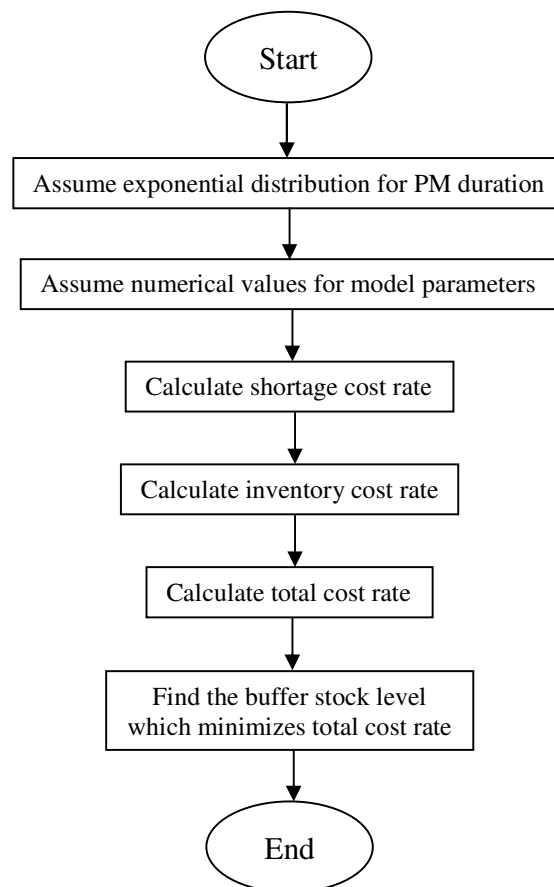 Start
Assume exponential distribution for PM duration
Assume numerical values for model parameters
Calculate shortage cost rate
Calculate inventory cost rate
Calculate total cost rate
Find the buffer stock level
which minimizes total cost rate
End